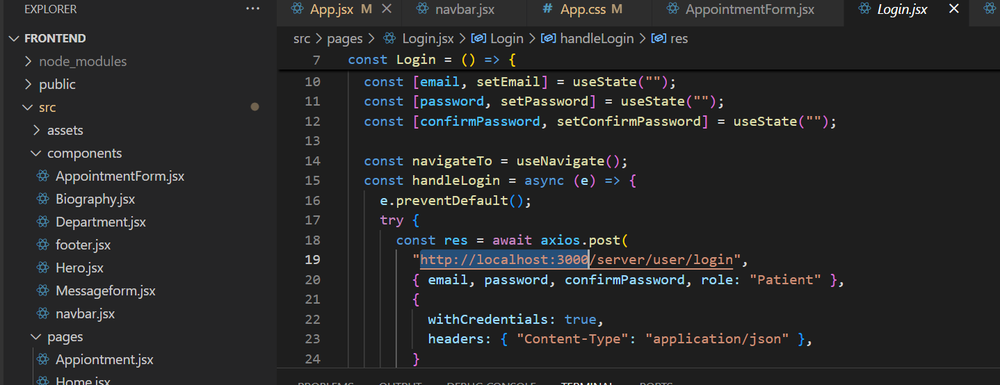 EXPLORER ...
FRONTEND
node_modules
public
src
assets
components
AppointmentForm.jsx
Biography.jsx
Department.jsx
footer.jsx
Hero.jsx
Messageform.jsx
navbar.jsx
pages
Appiontment.jsx
Home.jsx
App.jsx M
navbar.jsx
# App.css M
AppointmentForm.jsx
Login.jsx
src > pages > Login.jsx > Login > handleLogin > res
7 const Login = () => {
10 const [email, setEmail] = useState("");
11 const [password, setPassword] = useState("");
12 const [confirmPassword, setConfirmPassword] = useState("");
13
14 const navigateTo = useNavigate();
15 const handleLogin = async (e) => {
16 e.preventDefault();
17 try {
18 const res = await axios.post(
19 "http://localhost:3000/server/user/login",
20 { email, password, confirmPassword, role: "Patient" },
21 {
22 withCredentials: true,
23 headers: { "Content-Type": "application/json" },
24 }
PROBLEMS OUTPUT DEBUG CONSOLE TERMINAL PORTS